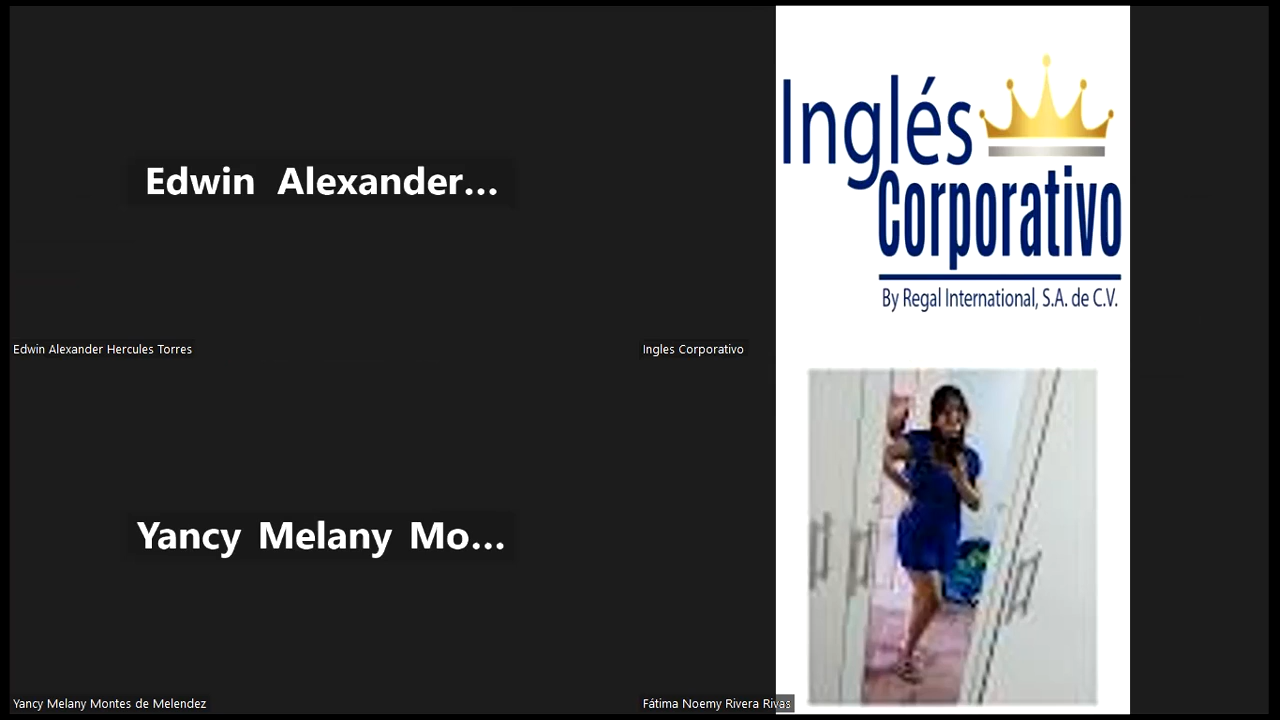 Edwin Alexander...
Edwin Alexander Hercules Torres
Inglés
Corporativo
By Regal International, S.A. de C.V.
Ingles Corporativo
Yancy Melany Mo...
Yancy Melany Montes de Melendez
Fátima Noemy Rivera Rivas